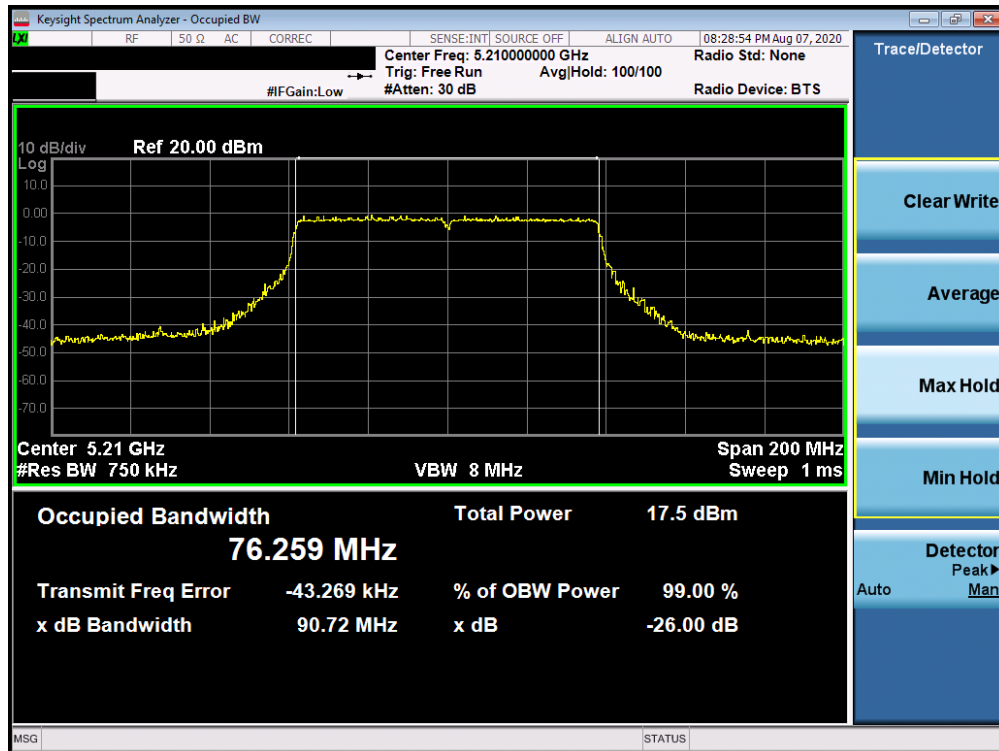 Keysight Spectrum Analyzer - Occupied BW
LXI RF 50 Ω AC CORREC SENSE:INT SOURCE OFF ALIGN AUTO 08:28:54 PM Aug 07, 2020
Center Freq: 5.210000000 GHz Radio Std: None
Trig: Free Run Avg|Hold: 100/100
#IFGain:Low #Atten: 30 dB Radio Device: BTS
Trace/Detector
10 dB/div Ref 20.00 dBm
Log
10.0
0.00
-10.0
-20.0
-30.0
-40.0
-50.0
-60.0
-70.0
Center 5.21 GHz Span 200 MHz
#Res BW 750 kHz VBW 8 MHz Sweep 1 ms
Occupied Bandwidth Total Power 17.5 dBm
76.259 MHz
Transmit Freq Error -43.269 kHz % of OBW Power 99.00 %
x dB Bandwidth 90.72 MHz x dB -26.00 dB
Clear Write
Average
Max Hold
Min Hold
Detector
Peak▶
Auto Man
MSG STATUS